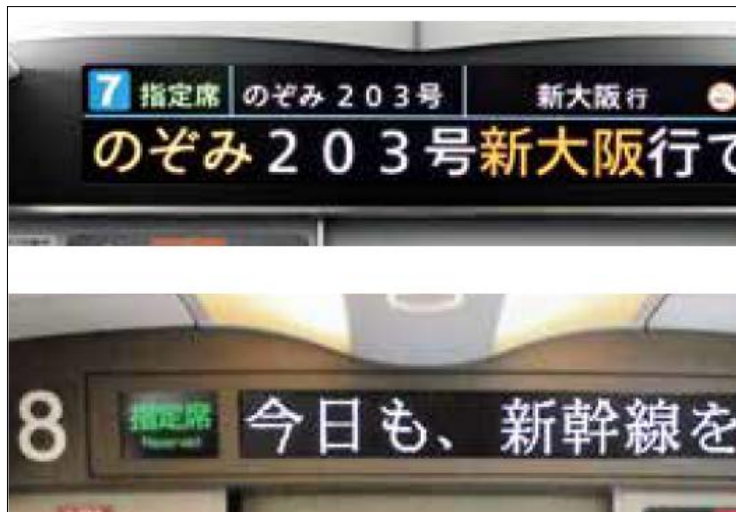 7 指定席 のぞみ 203号 新大阪行
のぞみ 203号新大阪行で
8 指定席 今日も、新幹線を
Reserved